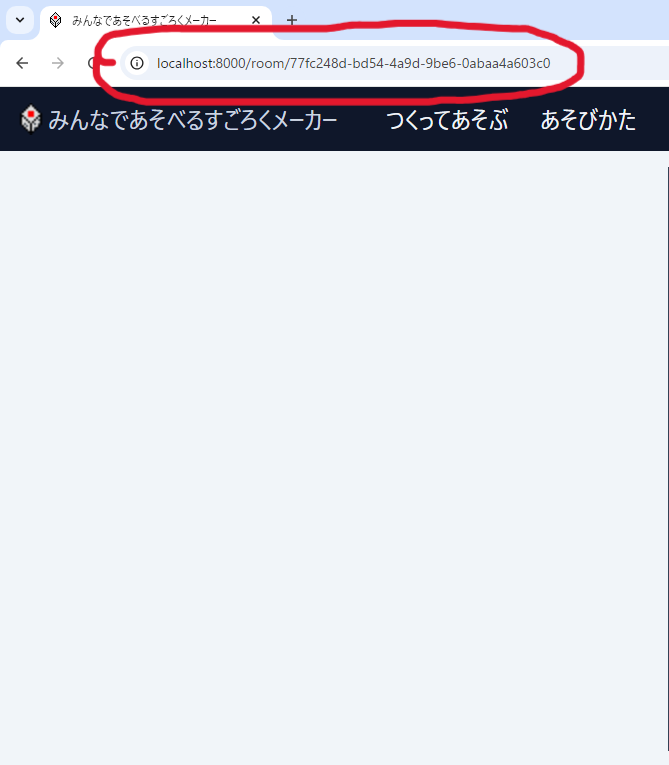 みんなであそべるすごろくメーカー
localhost:8000/room/77fc248d-bd54-4a9d-9be6-0abaa4a603c0
みんなであそべるすごろくメーカー つくってあそぶ あそびかた